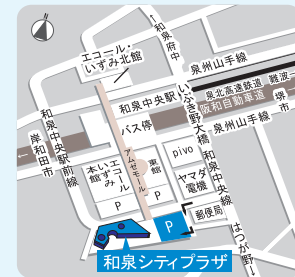 エコール・
いずみ北館
和泉府中
泉州山手線
泉北高速鉄道
難波→
堺市
阪和自動車道
和泉中央駅
バス停
いぶき野大橋
泉州山手線
和泉中央駅前線
←
岸和田市
エコール・
いずみ
本館
アムゼモール
東館
pivo
ヤマダ
電機
和泉中央線
P
P
P
郵便局
はつが野
和泉シティプラザ